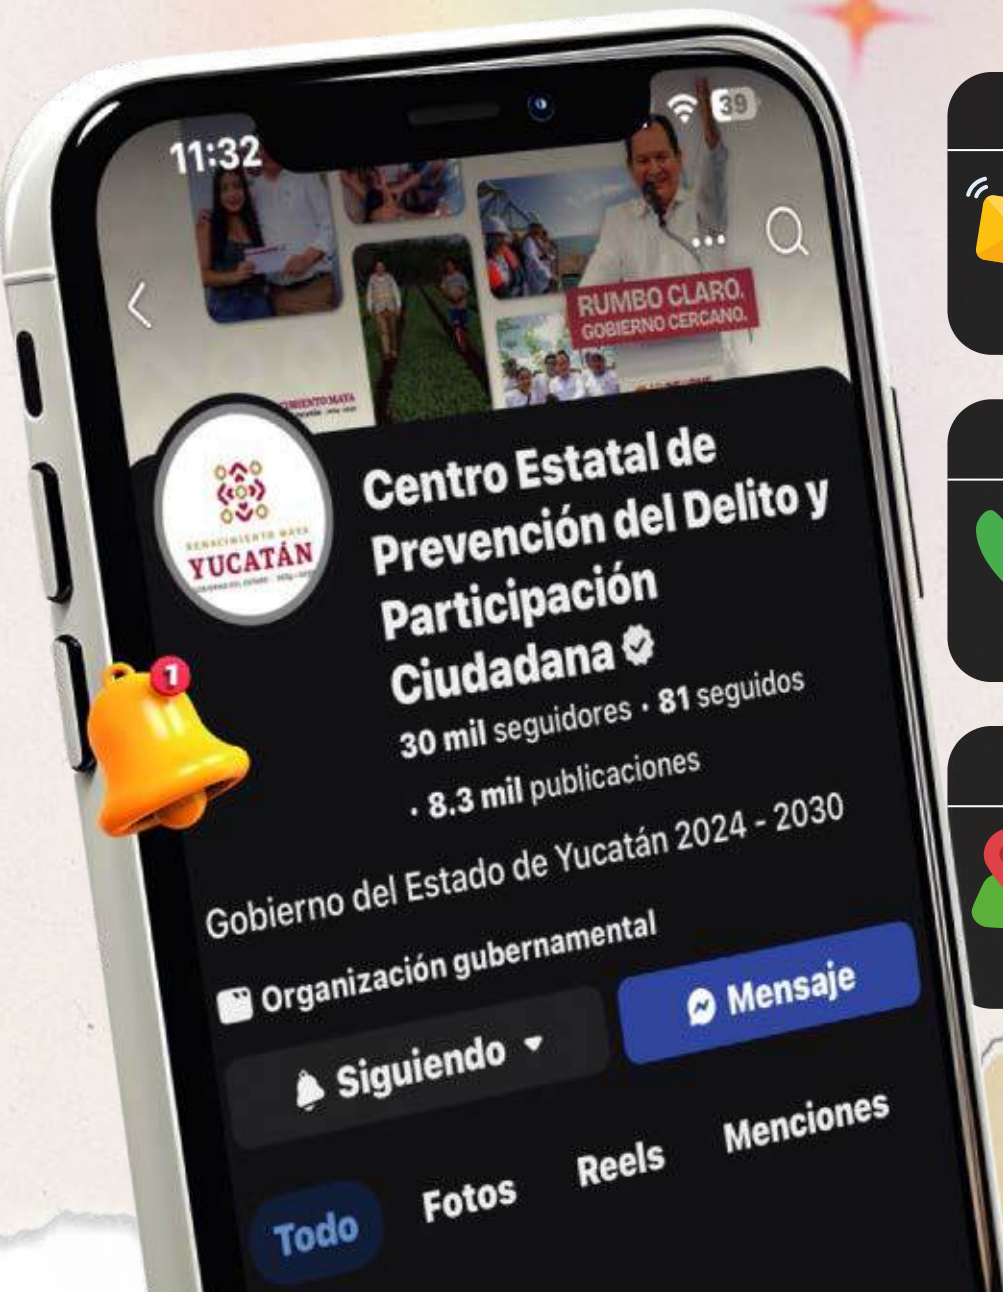 11:32
39
RUMBO CLARO.
GOBIERNO CERCANO.
RENACIMIENTO MAYA
YUCATÁN
Centro Estatal de
Prevención del Delito y
Participación
Ciudadana
30 mil seguidores · 81 seguidos
· 8.3 mil publicaciones
1
Gobierno del Estado de Yucatán 2024 - 2030
Organización gubernamental
Siguiendo
Mensaje
Todo
Fotos
Reels
Menciones